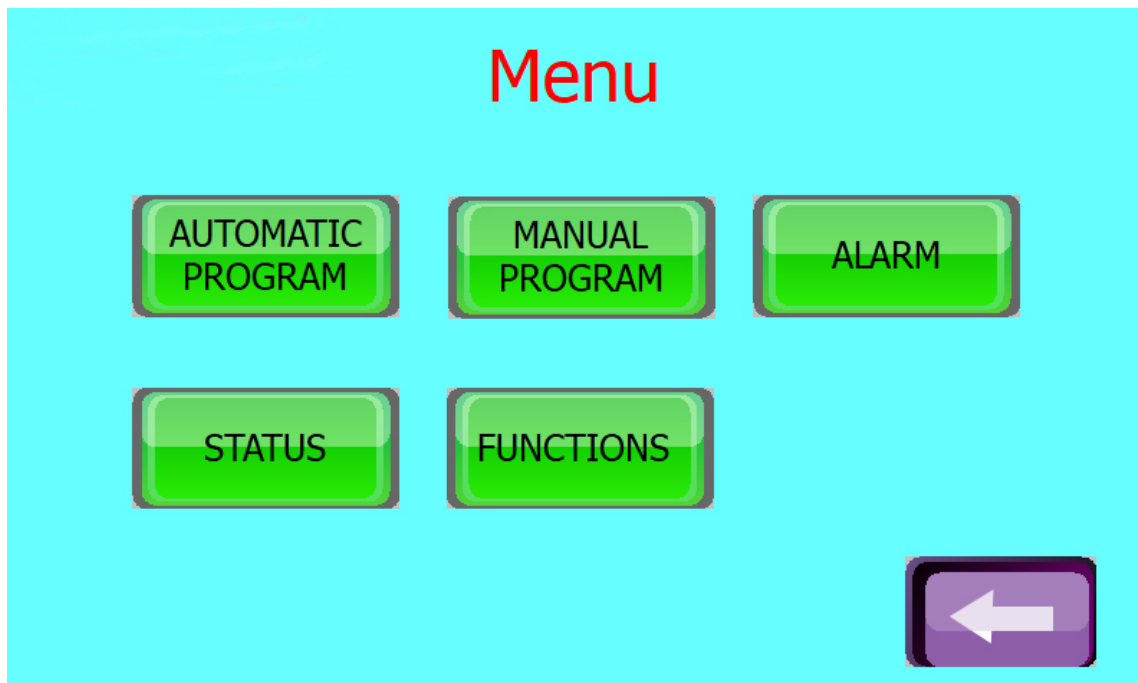 Menu
AUTOMATIC
PROGRAM
MANUAL
PROGRAM
ALARM
STATUS
FUNCTIONS